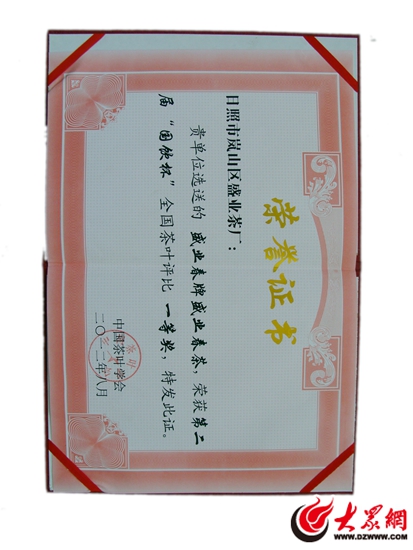 荣誉证书
日照市岚山区盛业茶厂：
贵单位选送的 盛业春牌盛业春茶，荣获第二
届“国饮杯”全国茶叶评比 一等奖，特发此证。
中国茶叶学会
二〇一二年八月
大眾網
WWW.DZWWW.COM